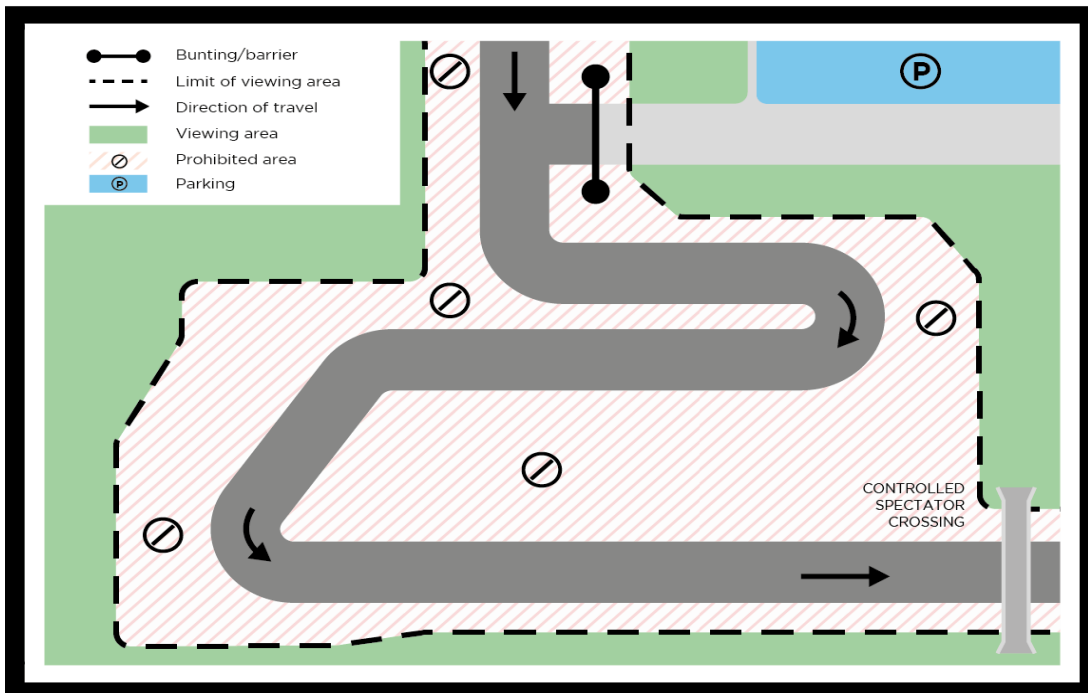 Bunting/barrier
Limit of viewing area
Direction of travel
Viewing area
Prohibited area
P
Parking
P
CONTROLLED
SPECTATOR
CROSSING